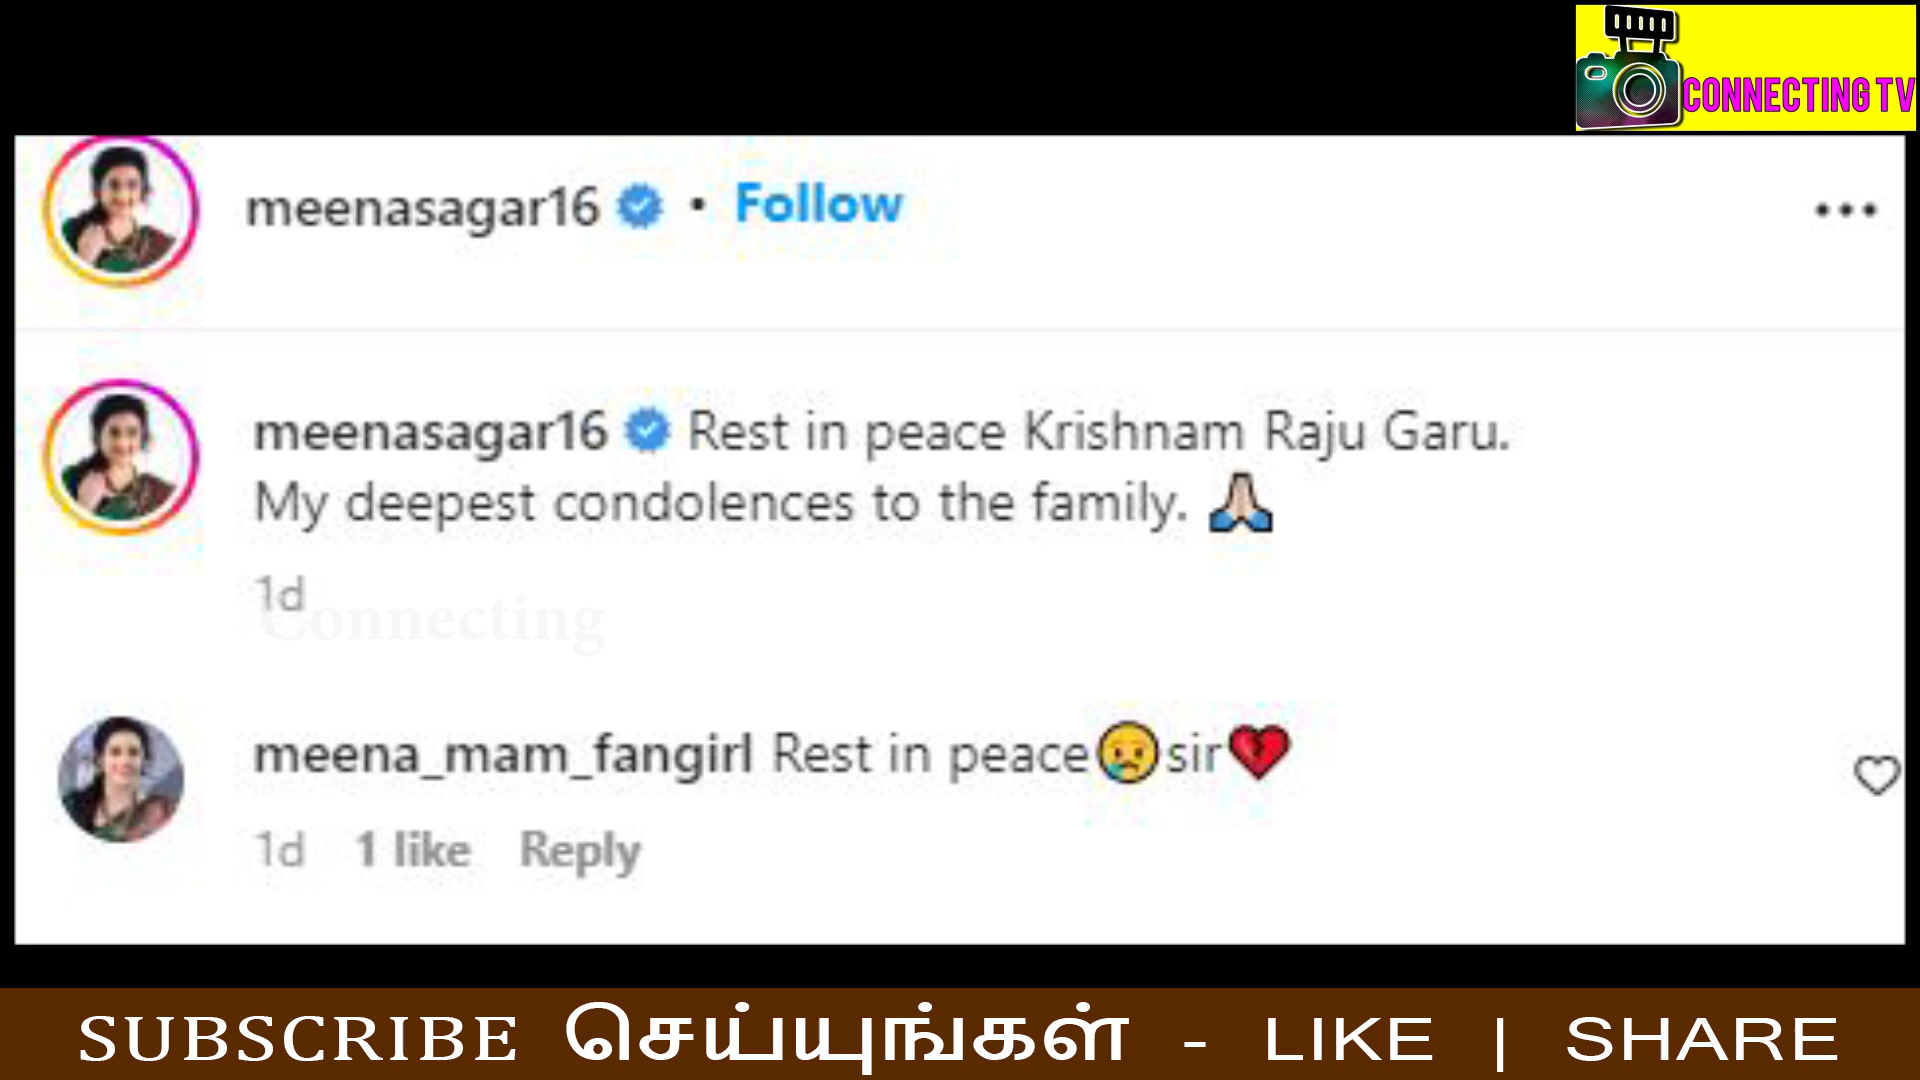 CONNECTING TV
meenasagar16 • Follow
meenasagar16 Rest in peace Krishnam Raju Garu.
My deepest condolences to the family. 🙏🏻
1d
Connecting
meena_mam_fangirl Rest in peace😢sir💔
1d 1 like Reply
SUBSCRIBE செய்யுங்கள் - LIKE | SHARE